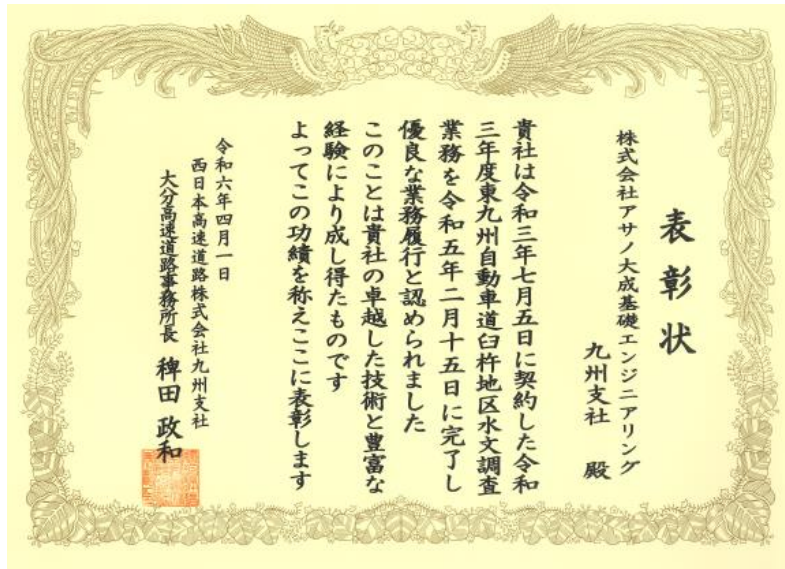 表彰状
株式会社アサノ大成基礎エンジニアリング
九州支社 殿
貴社は令和三年七月五日に契約した令和
三年度東九州自動車道臼杵地区水文調査
業務を令和五年二月十五日に完了し
優良な業務履行と認められました
このことは貴社の卓越した技術と豊富な
経験により成し得たものです
よってこの功績を称えここに表彰します
令和六年四月一日
西日本高速道路株式会社九州支社
大分高速道路事務所長 稗田 政和